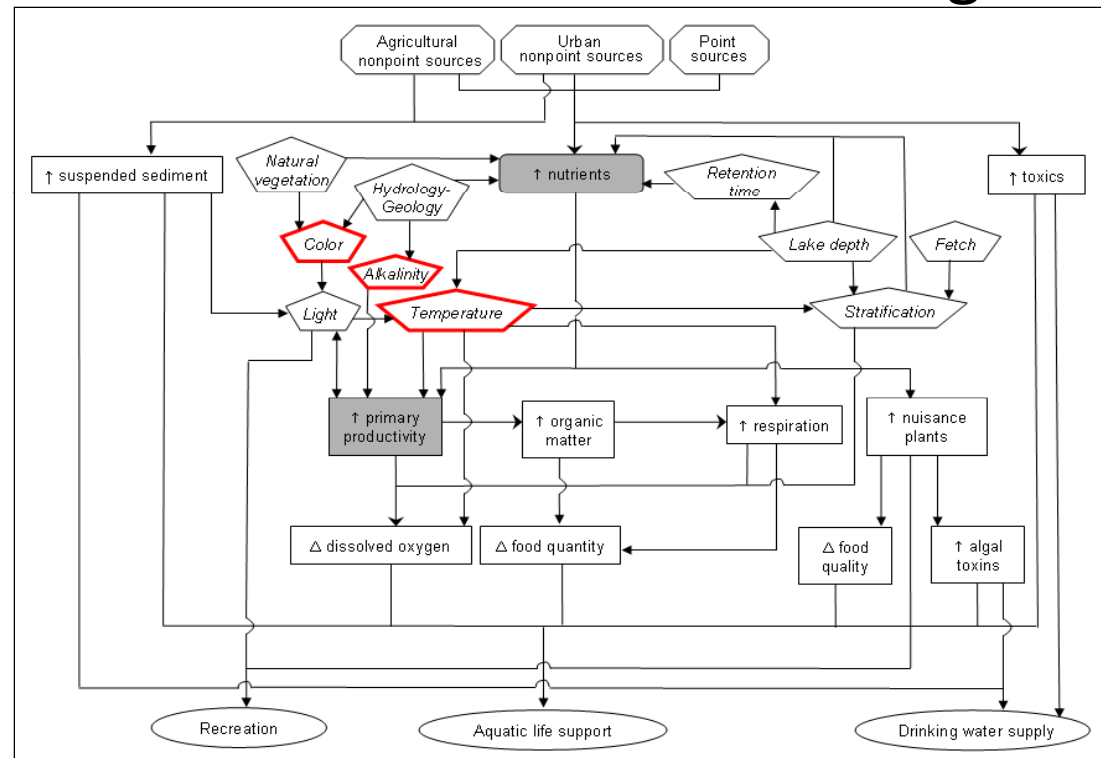 Agricultural
nonpoint sources
Urban
nonpoint sources
Point
sources
↑ suspended sediment
Natural
vegetation
Hydrology-
Geology
↑ nutrients
Retention
time
↑ toxics
Color
Alkalinity
Lake depth
Fetch
Light
Temperature
Stratification
↑ primary
productivity
↑ organic
matter
↑ respiration
↑ nuisance
plants
Δ dissolved oxygen
Δ food quantity
Δ food
quality
↑ algal
toxins
Recreation
Aquatic life support
Drinking water supply